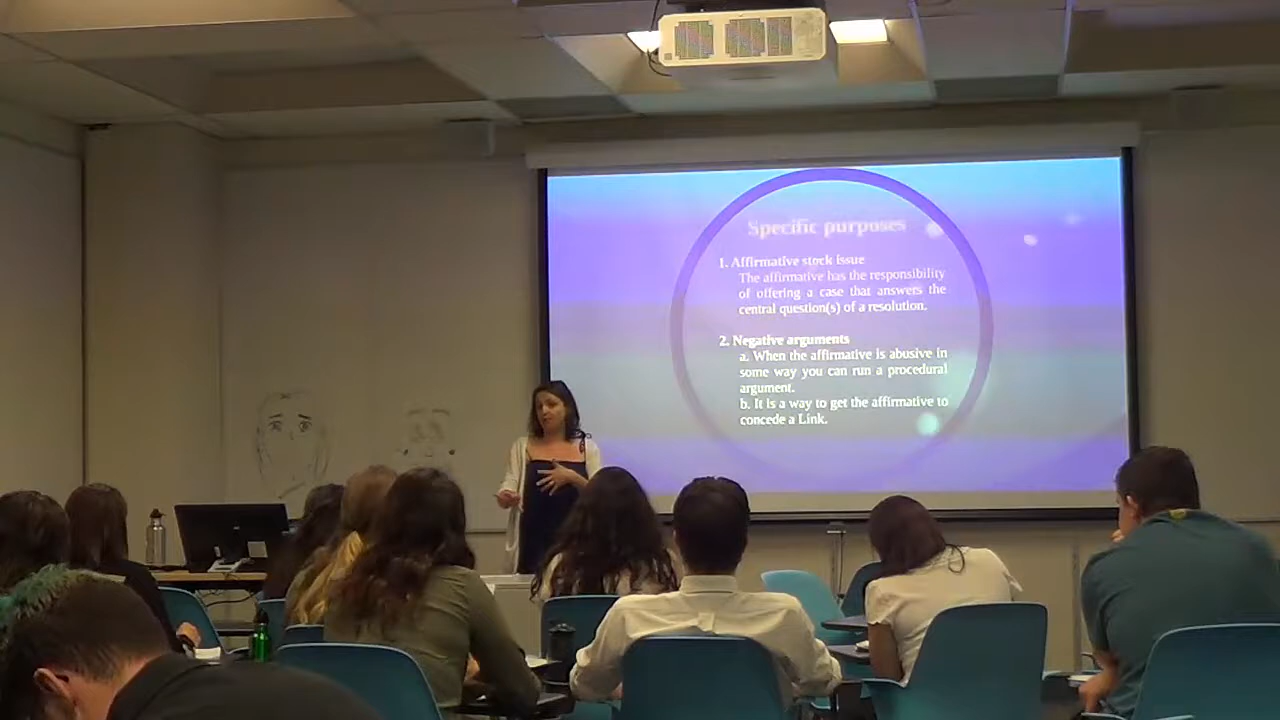 Specific purposes
1. Affirmative stock issue
The affirmative has the responsibility
of offering a case that answers the
central question(s) of a resolution.
2. Negative arguments
a. When the affirmative is abusive in
some way you can run a procedural
argument.
b. It is a way to get the affirmative to
concede a Link.